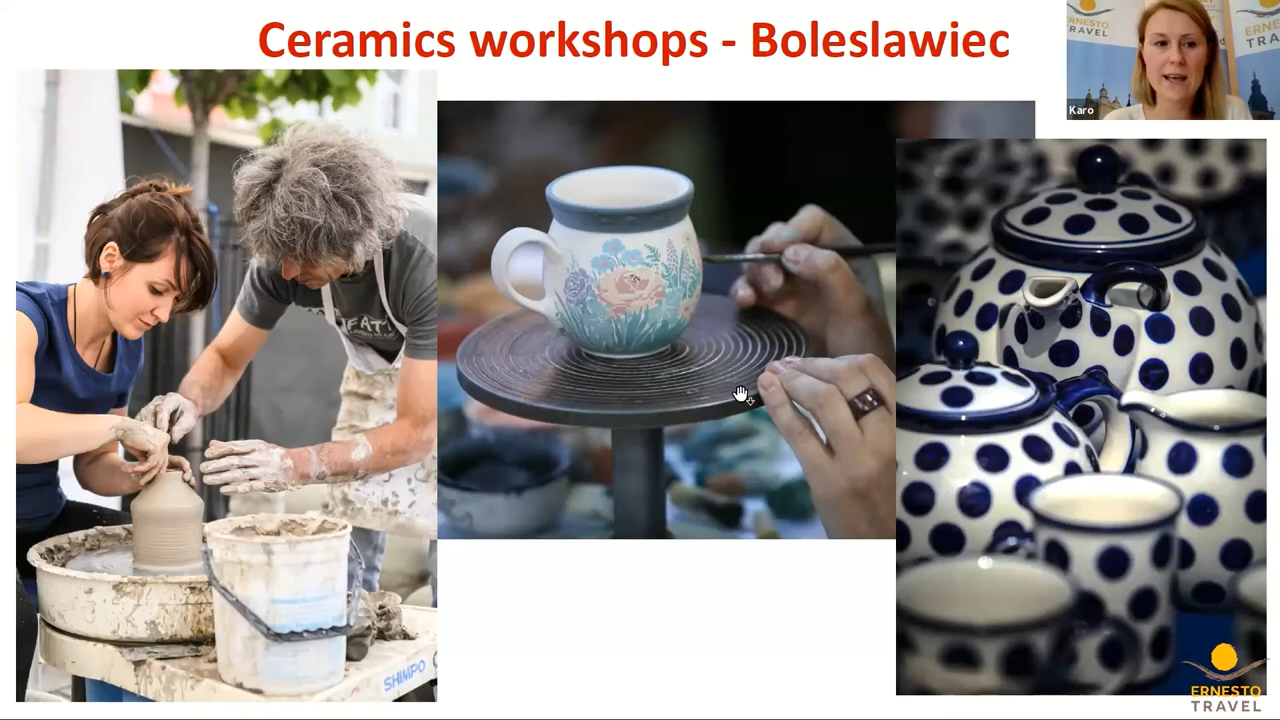 Ceramics workshops - Boleslawiec
ERNESTO
TRAVEL
Karo
SHIMPO
ERNESTO
TRAVEL